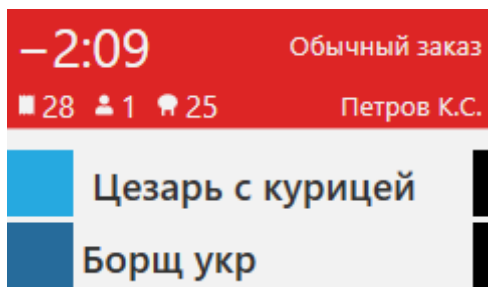 –2:09 Обычный заказ
28 1 25 Петров К.С.
Цезарь с курицей
Борщ укр